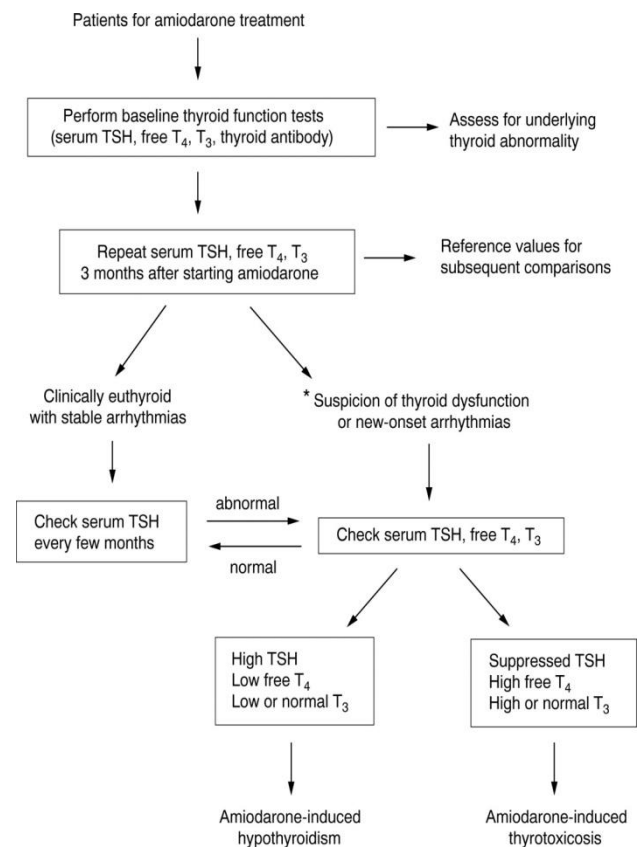 Patients for amiodarone treatment
Perform baseline thyroid function tests
(serum TSH, free T₄, T₃, thyroid antibody)
Assess for underlying
thyroid abnormality
Repeat serum TSH, free T₄, T₃
3 months after starting amiodarone
Reference values for
subsequent comparisons
Clinically euthyroid
with stable arrhythmias
* Suspicion of thyroid dysfunction
or new-onset arrhythmias
Check serum TSH
every few months
abnormal
normal
Check serum TSH, free T₄, T₃
High TSH
Low free T₄
Low or normal T₃
Suppressed TSH
High free T₄
High or normal T₃
Amiodarone-induced
hypothyroidism
Amiodarone-induced
thyrotoxicosis